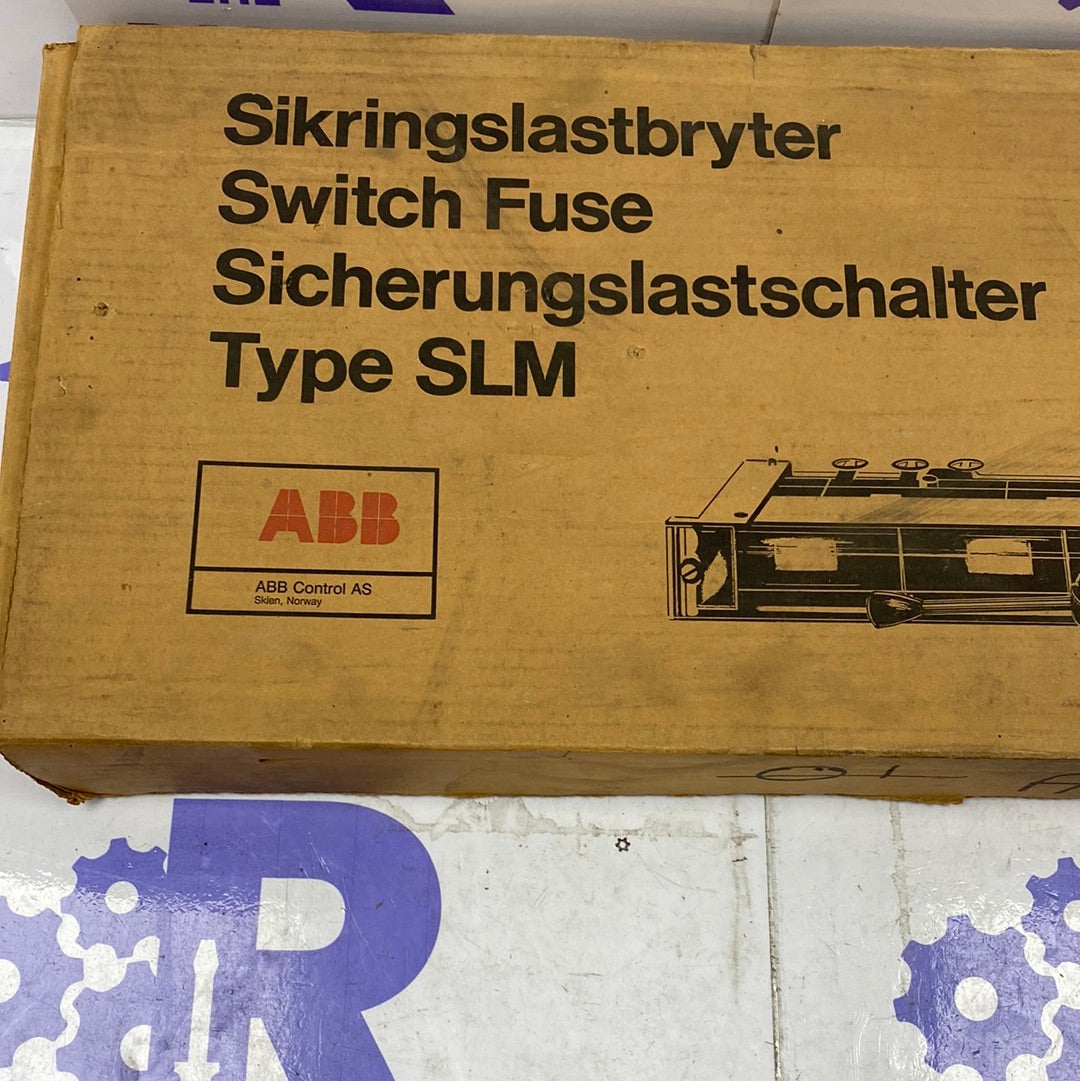 Sikringslastbryter
Switch Fuse
Sicherungslastschalter
Type SLM
ABB
ABB Control AS
Skien, Norway
R